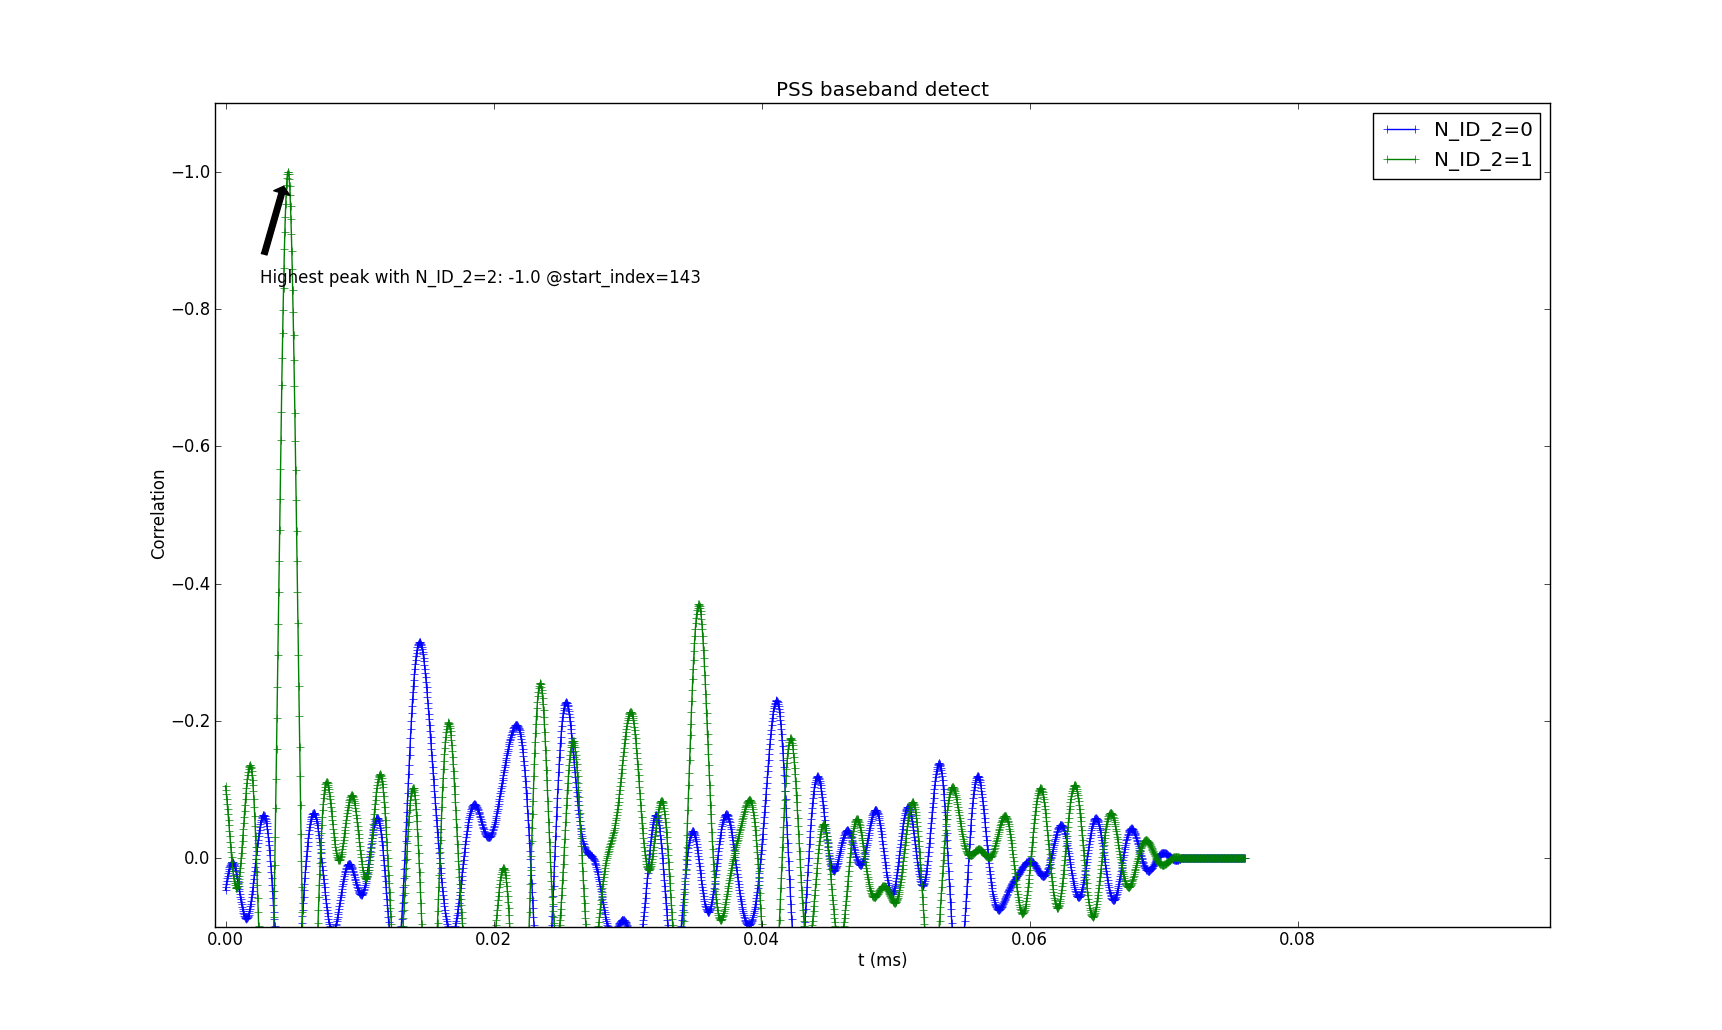 PSS baseband detect
N_ID_2=0
N_ID_2=1
−1.0
Highest peak with N_ID_2=2: -1.0 @start_index=143
−0.8
−0.6
Correlation
−0.4
−0.2
0.0
0.00 0.02 0.04 0.06 0.08
t (ms)